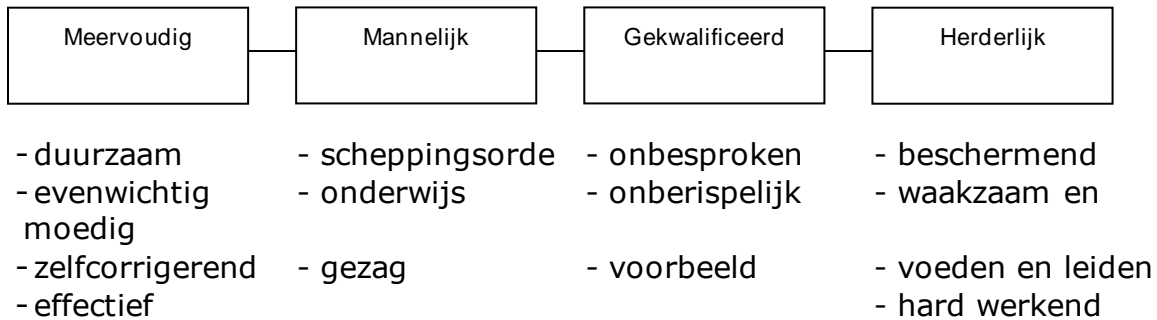 Meervoudig Mannelijk Gekwalificeerd Herderlijk
- duurzaam - scheppingsorde - onbesproken - beschermend
- evenwichtig - onderwijs - onberispelijk - waakzaam en
moedig
- zelfcorrigerend - gezag - voorbeeld - voeden en leiden
- effectief - hard werkend